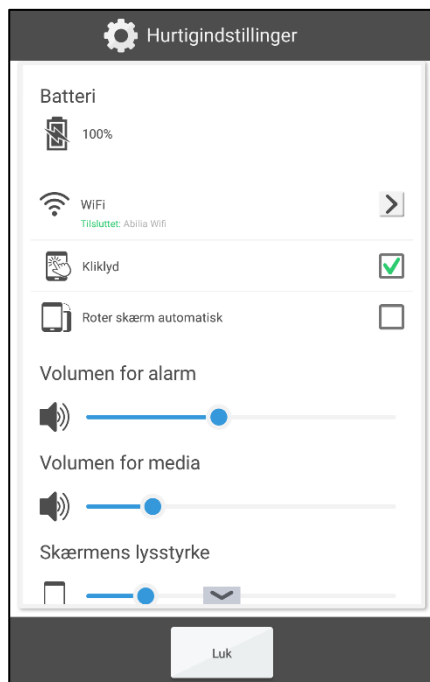 Hurtigindstillinger
Batteri
100%
WiFi
Tilsluttet: Abilia Wifi
Kliklyd
Roter skærm automatisk
Volumen for alarm
Volumen for media
Skærmens lysstyrke
Luk